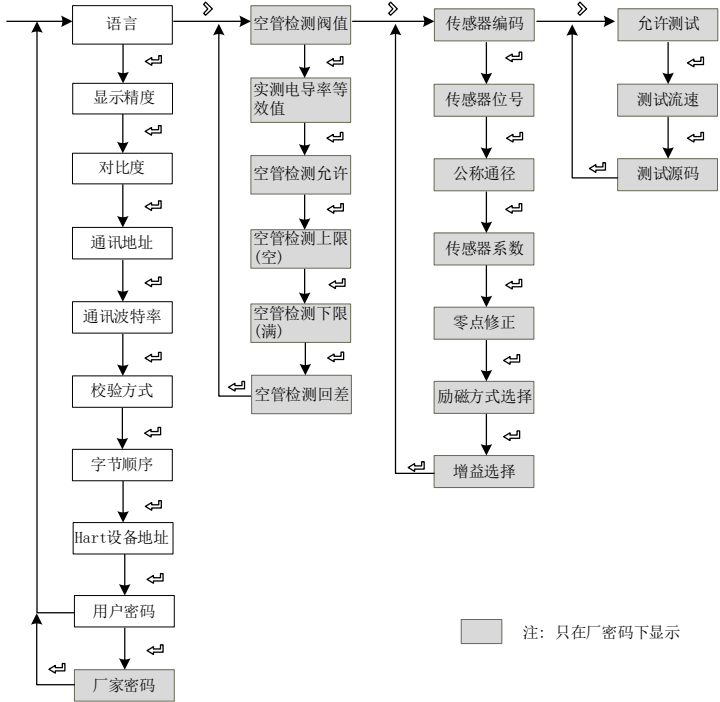 语言
显示精度
对比度
通讯地址
通讯波特率
校验方式
字节顺序
Hart设备地址
用户密码
厂家密码
空管检测阀值
实测电导率等
效值
空管检测允许
空管检测上限
(空)
空管检测下限
(满)
空管检测回差
传感器编码
传感器位号
公称通径
传感器系数
零点修正
励磁方式选择
增益选择
允许测试
测试流速
测试源码
注: 只在厂密码下显示